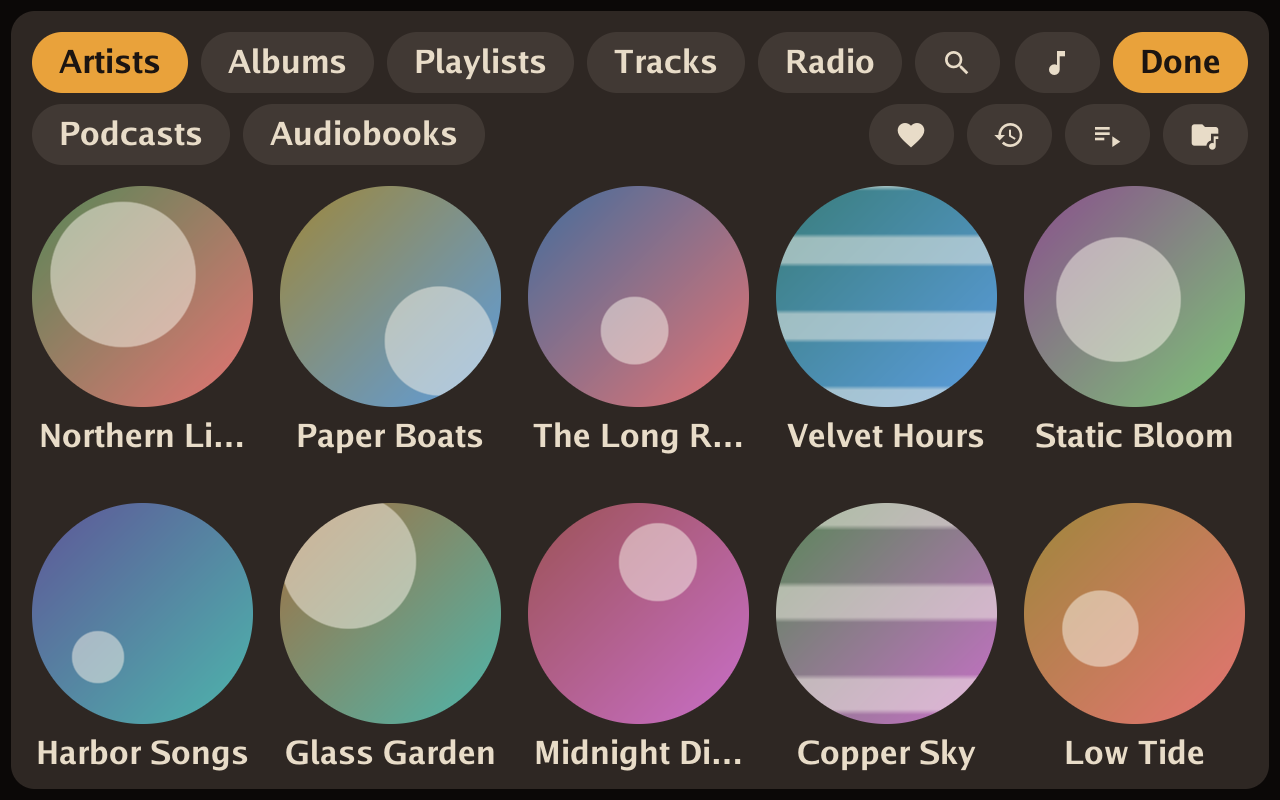 Artists Albums Playlists Tracks Radio Done
Podcasts Audiobooks
Northern Li... Paper Boats The Long R... Velvet Hours Static Bloom
Harbor Songs Glass Garden Midnight Di... Copper Sky Low Tide